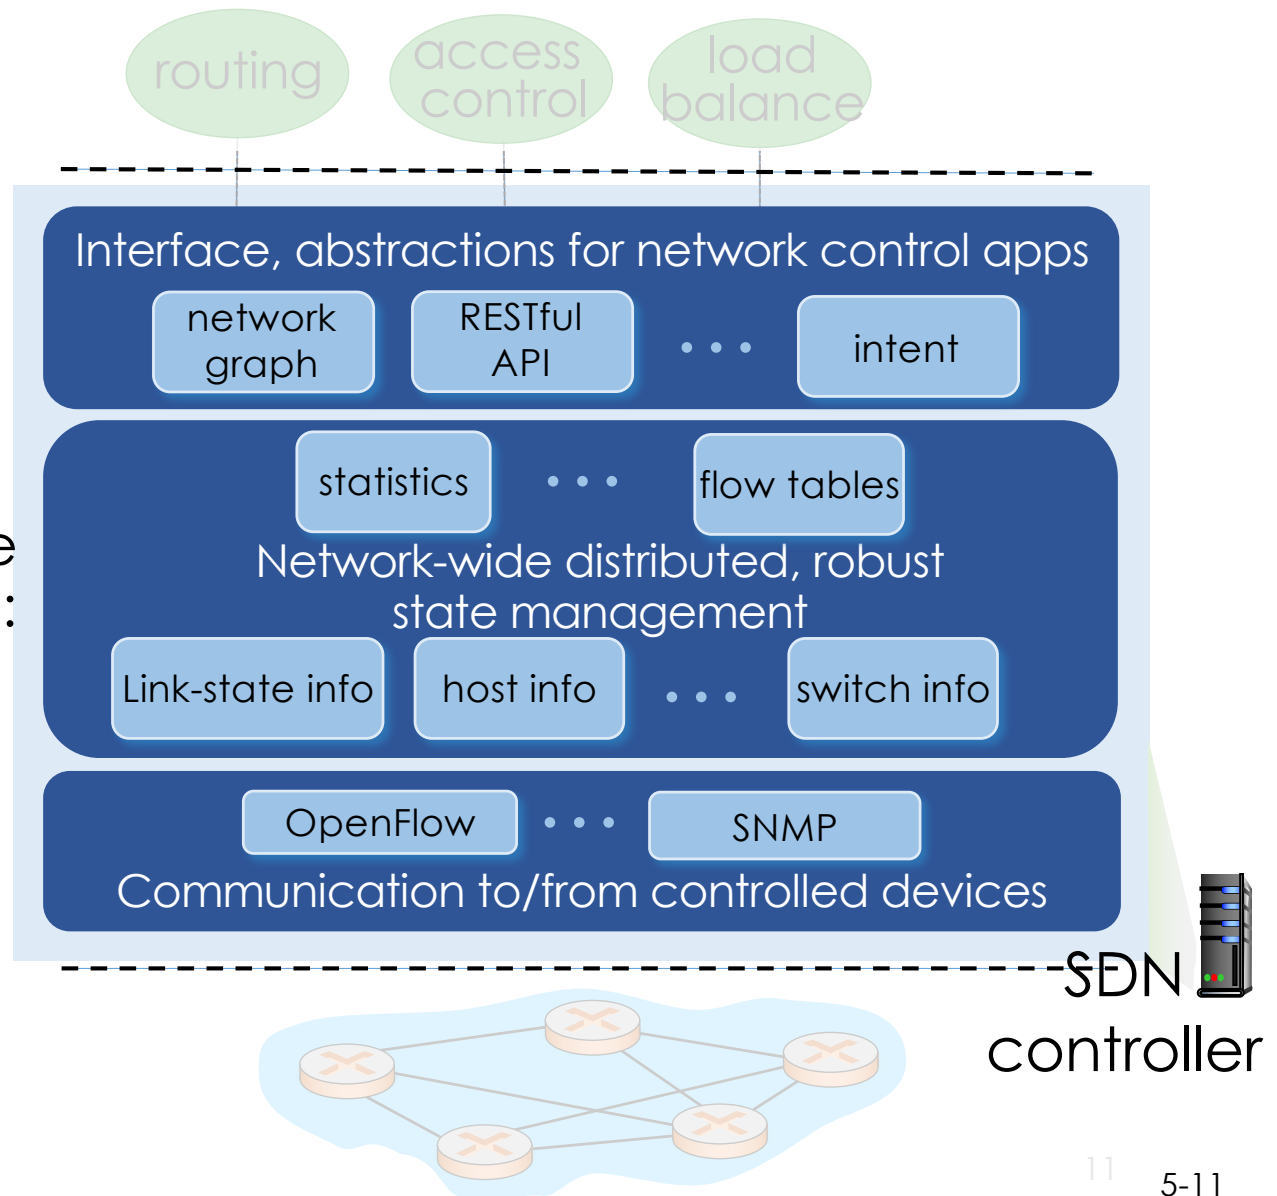 routing
access
control
load
balance
Interface, abstractions for network control apps
network
graph
RESTful
API
. . .
intent
statistics
. . .
flow tables
e
:
Network-wide distributed, robust
state management
Link-state info
host info
. . .
switch info
OpenFlow
. . .
SNMP
Communication to/from controlled devices
SDN
controller
11
5-11